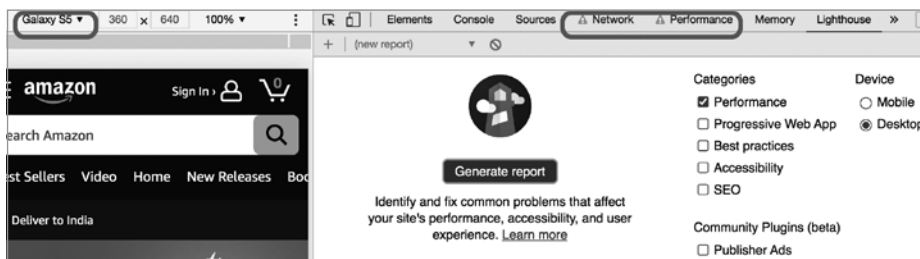 Galaxy S5 ▼ 360 x 640 100% ▼
Elements Console Sources ⚠ Network ⚠ Performance Memory Lighthouse »
+ (new report) ▼
amazon Sign In › 0
earch Amazon
st Sellers Video Home New Releases Boo
Deliver to India
Generate report
Identify and fix common problems that affect
your site's performance, accessibility, and user
experience. Learn more
Categories
Performance
Progressive Web App
Best practices
Accessibility
SEO
Community Plugins (beta)
Publisher Ads
Device
Mobile
Desktop